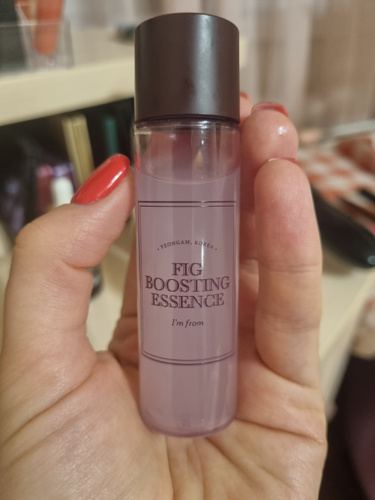 • YEONGAM, KOREA •
FIG
BOOSTING
ESSENCE
I'm from